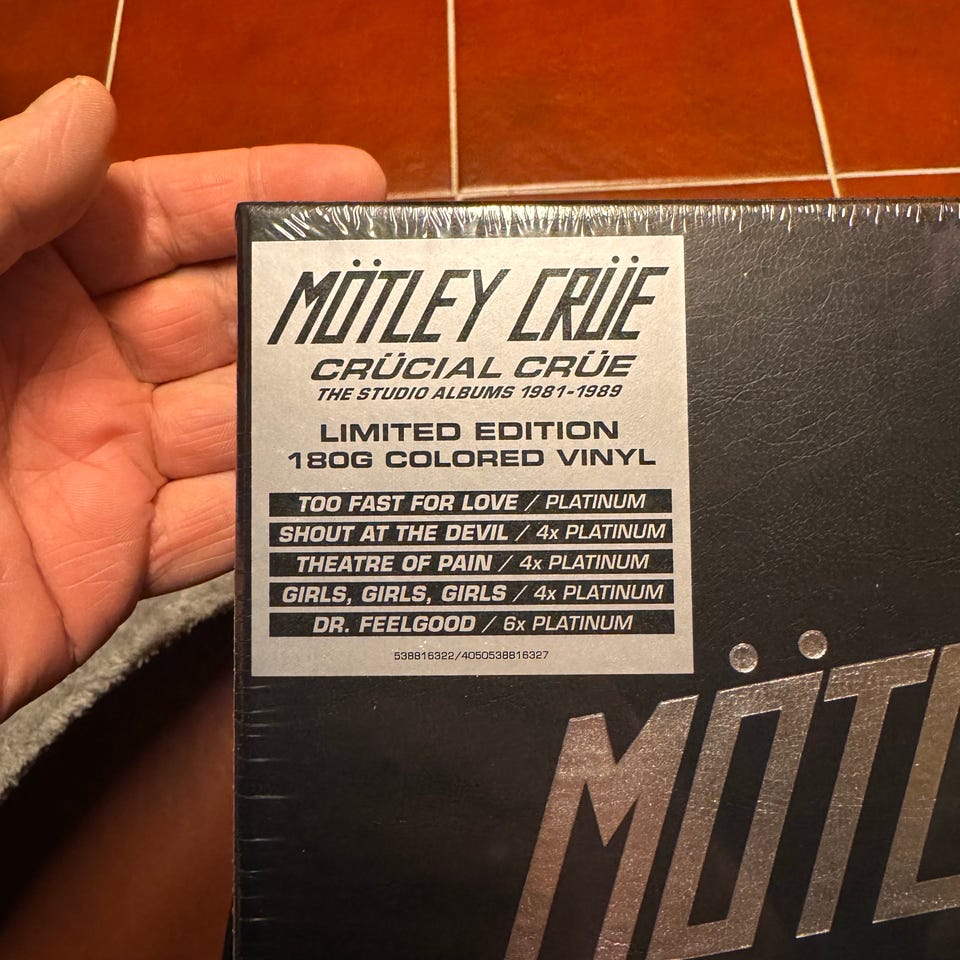 MÖTLEY CRÜE
CRÜCIAL CRÜE
THE STUDIO ALBUMS 1981-1989
LIMITED EDITION
180G COLORED VINYL
TOO FAST FOR LOVE / PLATINUM
SHOUT AT THE DEVIL / 4x PLATINUM
THEATRE OF PAIN / 4x PLATINUM
GIRLS, GIRLS, GIRLS / 4x PLATINUM
DR. FEELGOOD / 6x PLATINUM
538816322/4050538816327
MÖTL